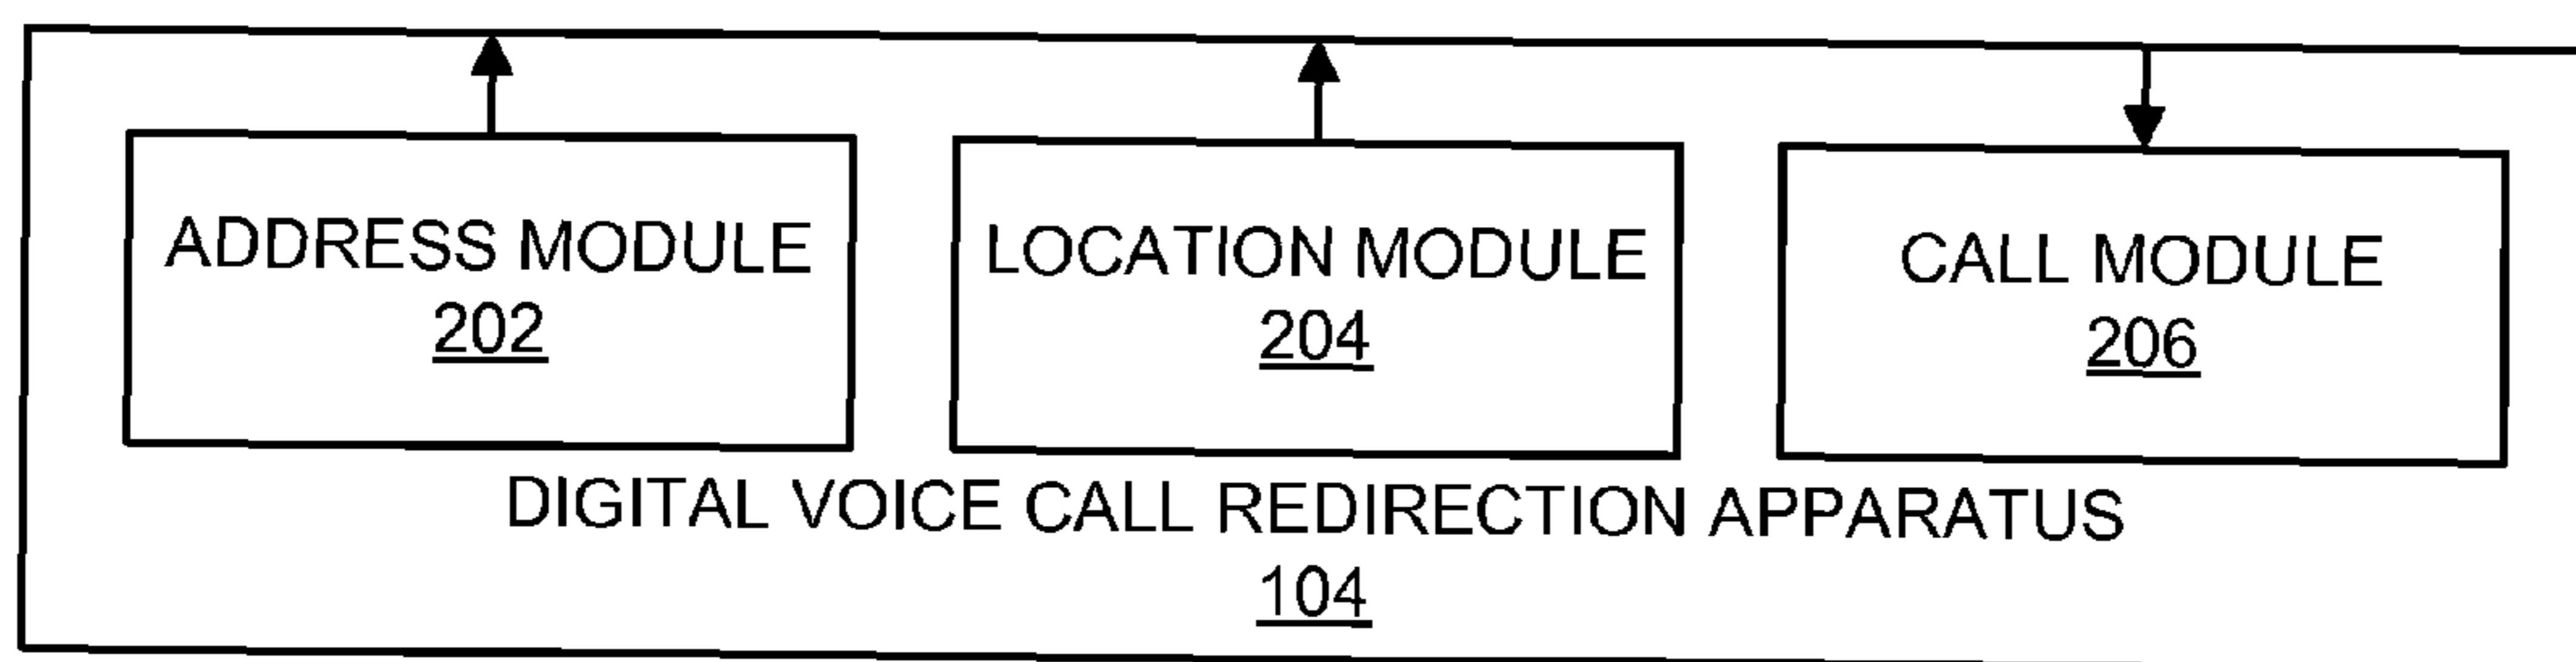 ADDRESS MODULE
202
LOCATION MODULE
204
CALL MODULE
206
DIGITAL VOICE CALL REDIRECTION APPARATUS
104